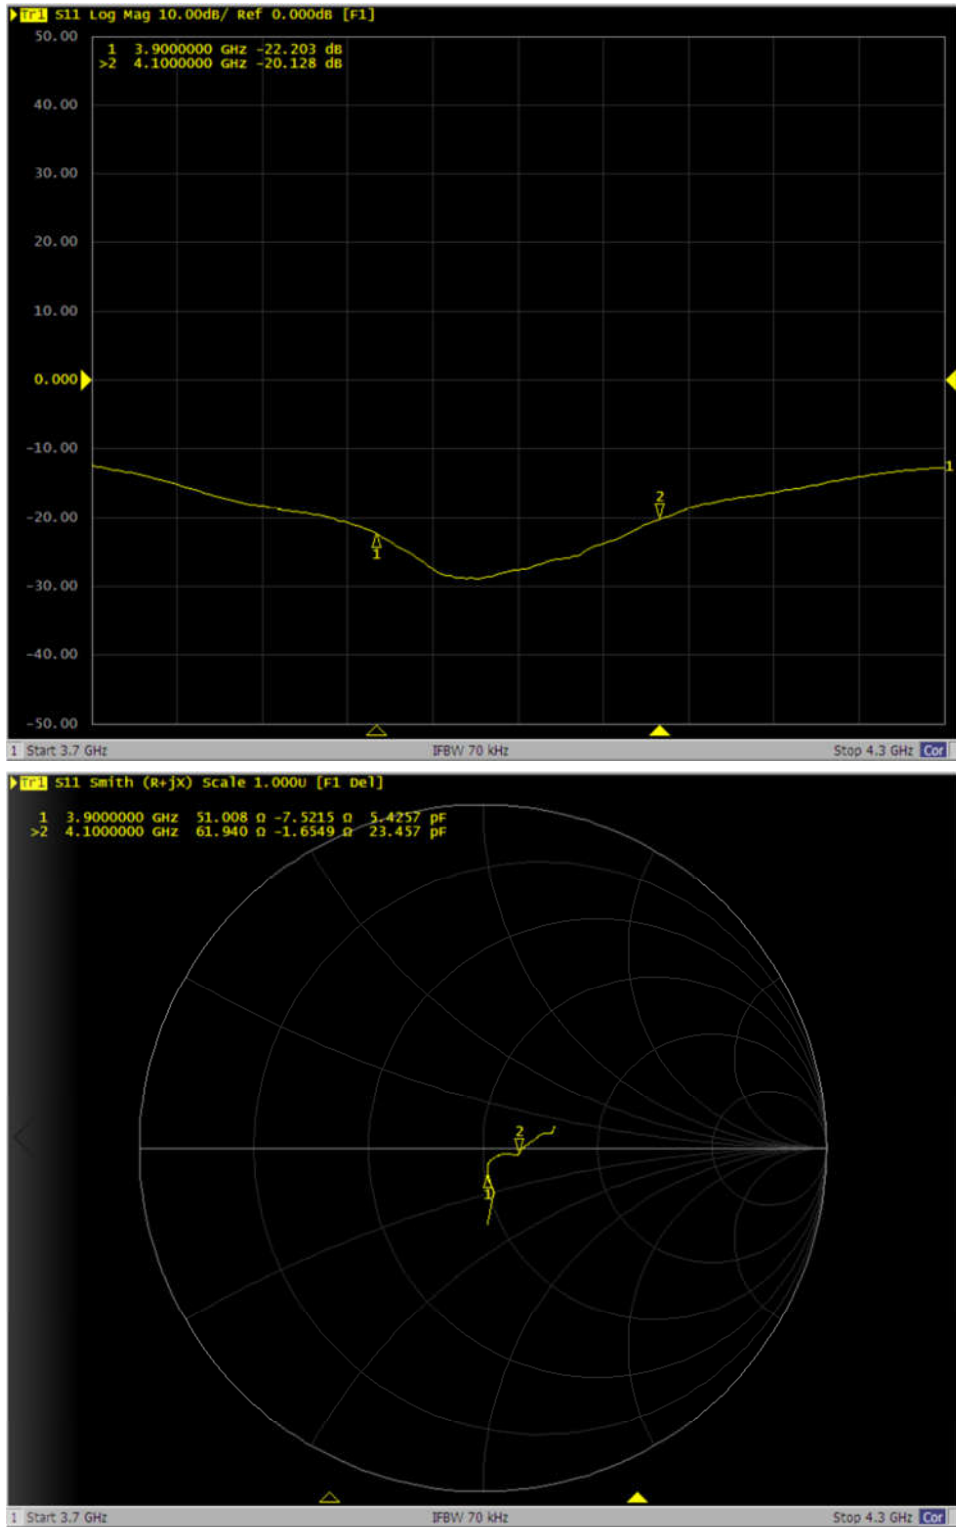 Tr1 S11 Log Mag 10.00dB/ Ref 0.000dB [F1]
50.00
1 3.9000000 GHz -22.203 dB
>2 4.1000000 GHz -20.128 dB
40.00
30.00
20.00
10.00
0.000
-10.00
1
2
-20.00
1
-30.00
-40.00
-50.00
1 Start 3.7 GHz IFBW 70 kHz Stop 4.3 GHz Cor
Tr1 S11 Smith (R+jX) Scale 1.000U [F1 Del]
1 3.9000000 GHz 51.008 Ω -7.5215 Ω 5.4257 pF
>2 4.1000000 GHz 61.940 Ω -1.6549 Ω 23.457 pF
2
1
1 Start 3.7 GHz IFBW 70 kHz Stop 4.3 GHz Cor